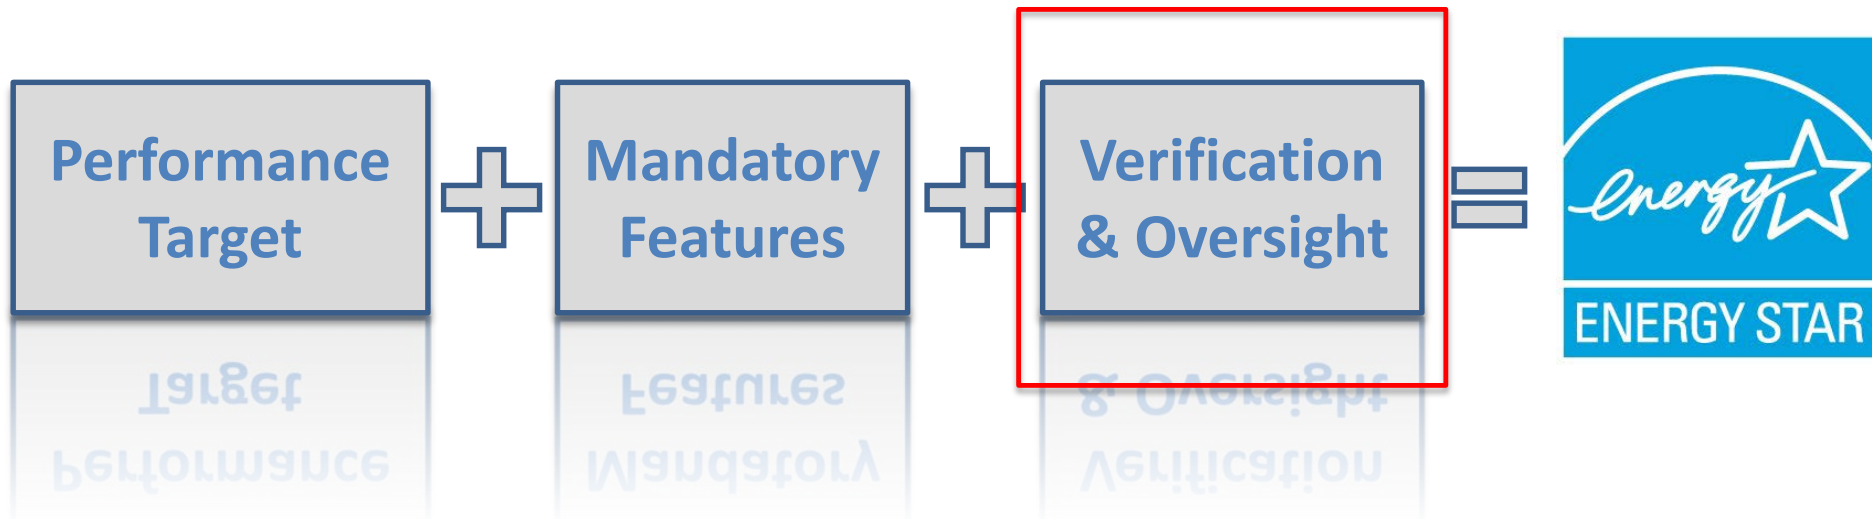 Performance
Target
Mandatory
Features
Verification
& Oversight
energy
ENERGY STAR